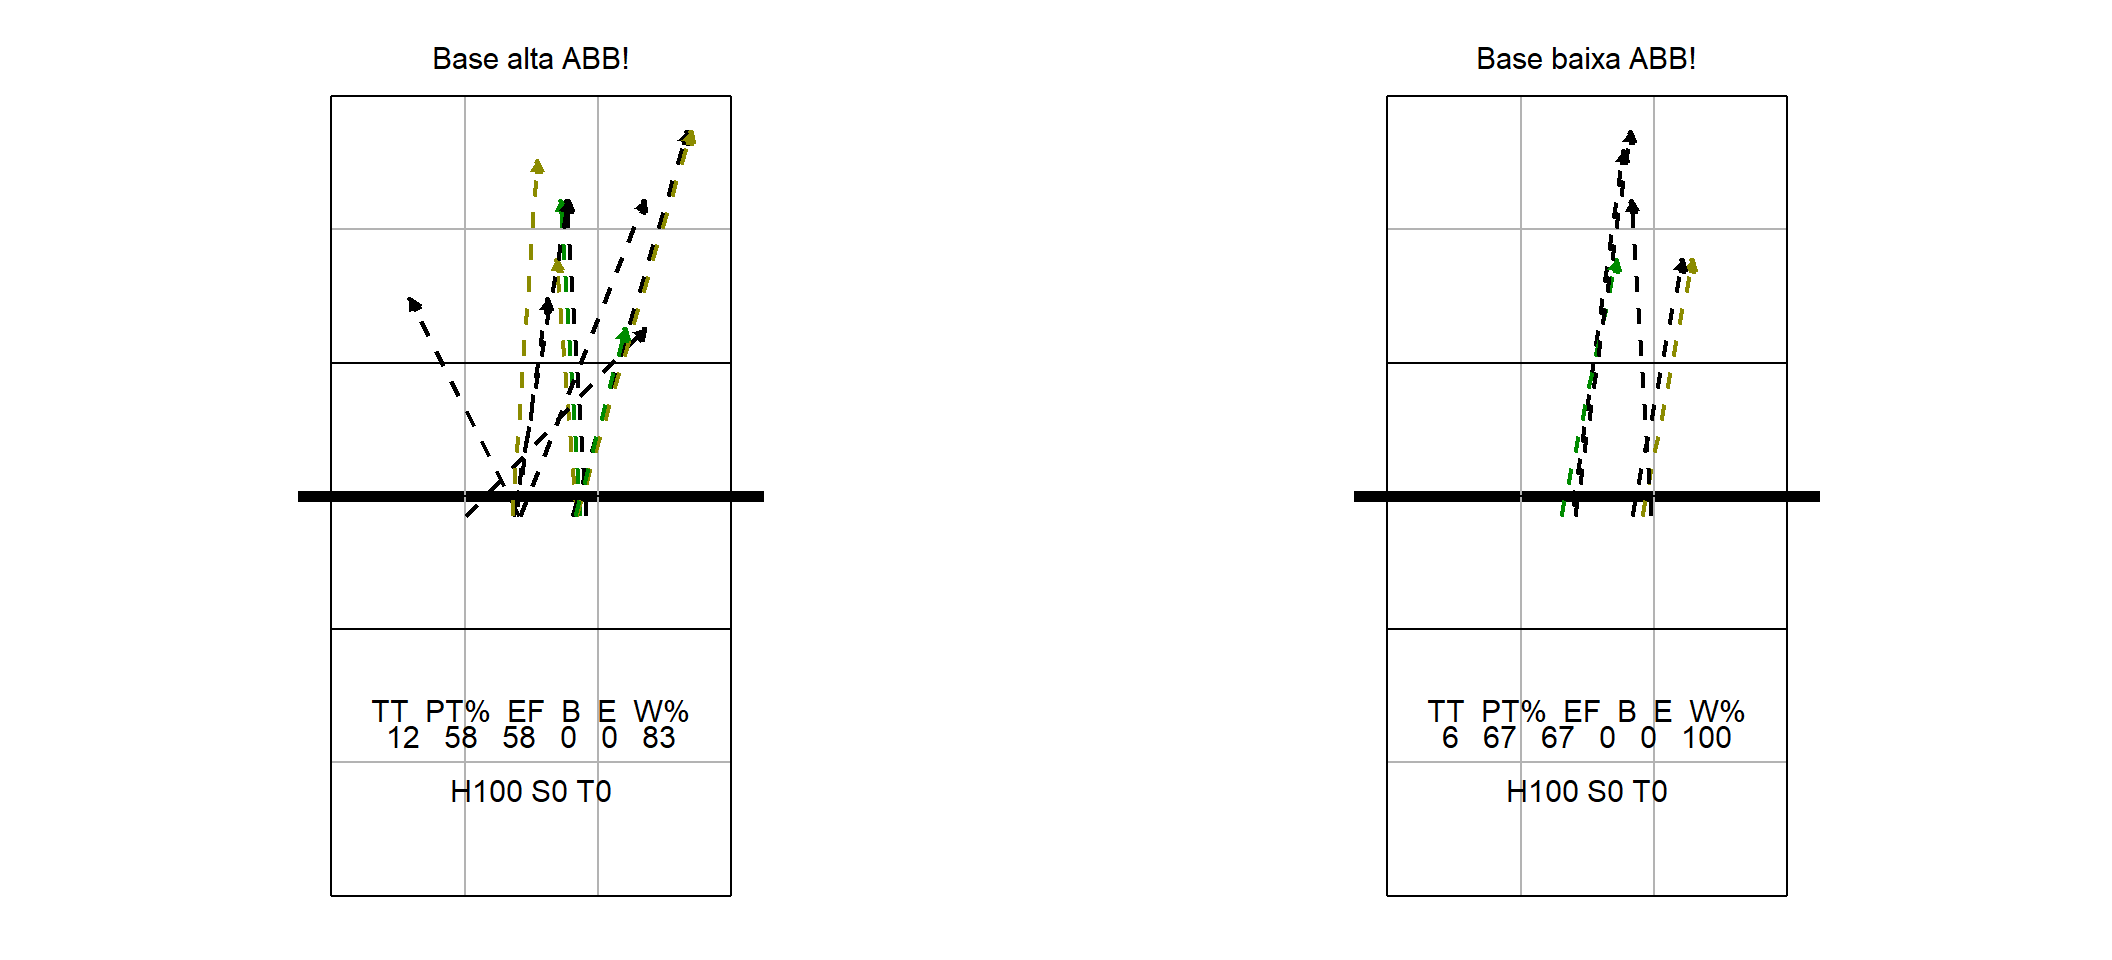 Base alta ABB!
TT PT% EF B E W%
12 58 58 0 0 83
H100 S0 T0
Base baixa ABB!
TT PT% EF B E W%
6 67 67 0 0 100
H100 S0 T0